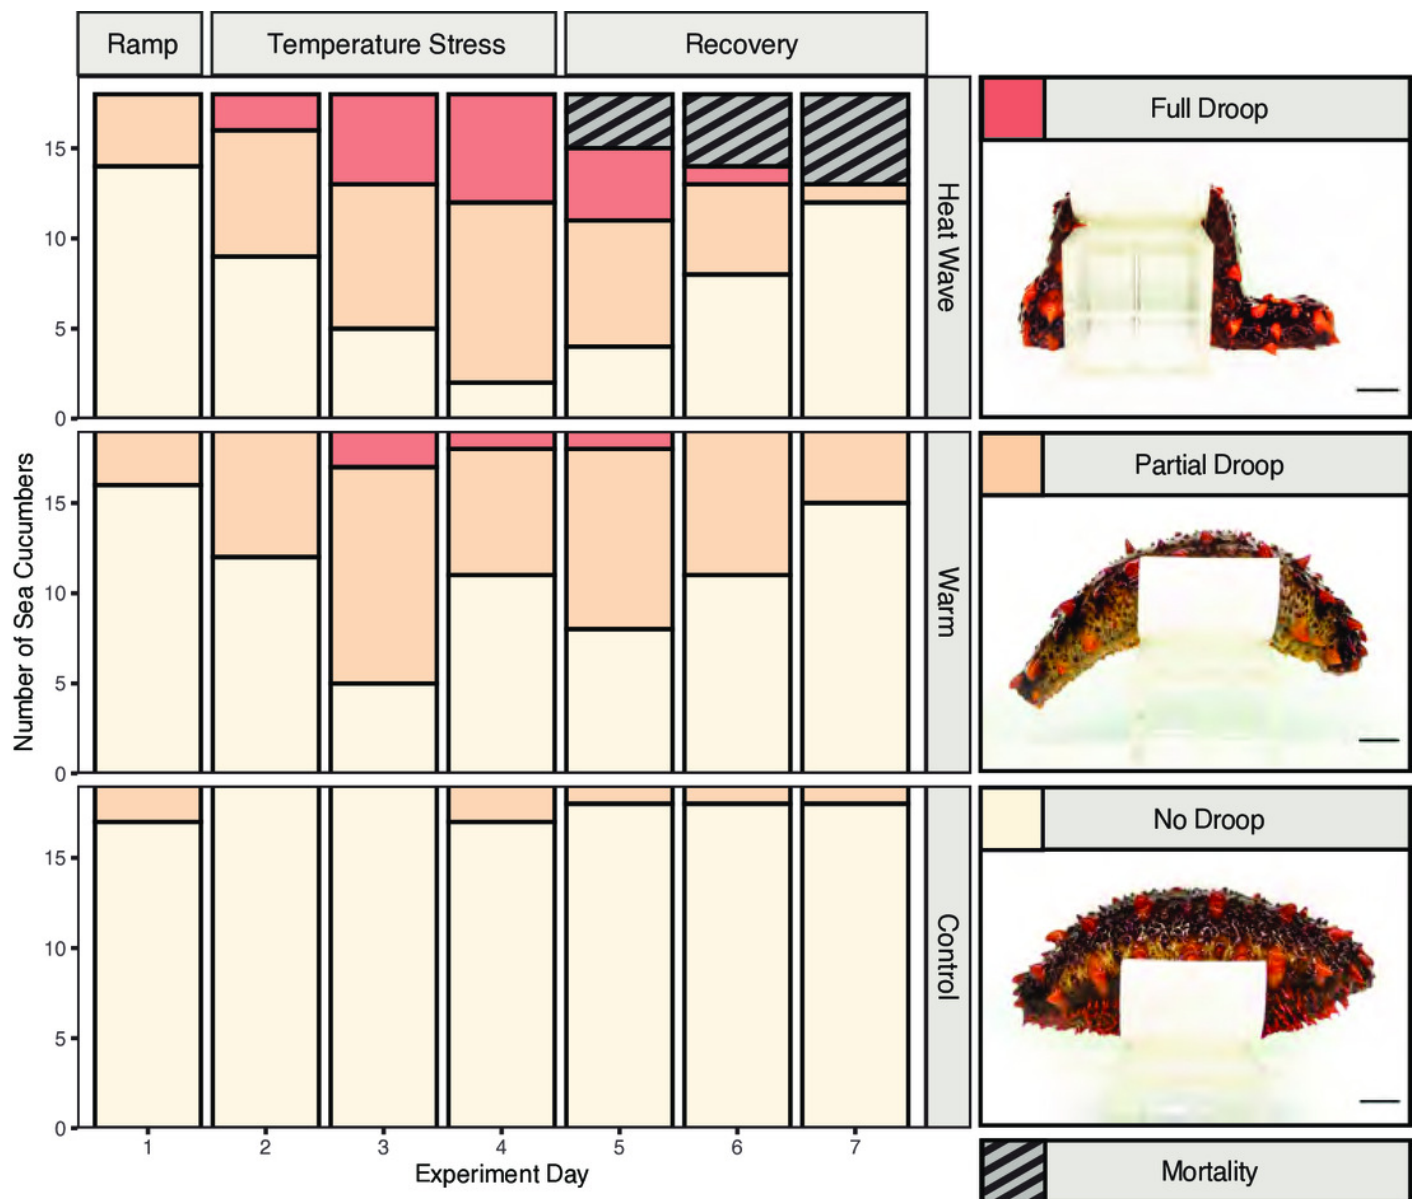 Ramp
Temperature Stress
Recovery
Number of Sea Cucumbers
15
10
5
0
Heat Wave
15
10
5
0
Warm
15
10
5
0
Control
1 2 3 4 5 6 7
Experiment Day
Full Droop
Partial Droop
No Droop
Mortality